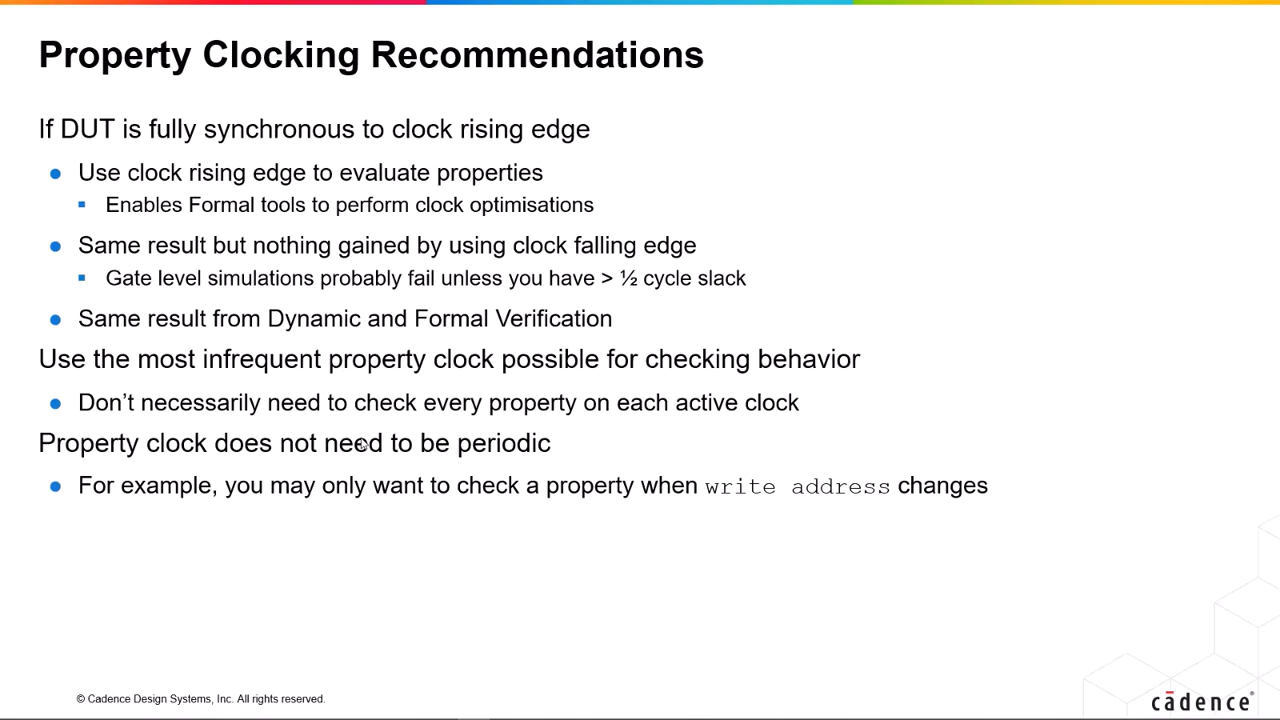 Property Clocking Recommendations
If DUT is fully synchronous to clock rising edge
● Use clock rising edge to evaluate properties
▪ Enables Formal tools to perform clock optimisations
● Same result but nothing gained by using clock falling edge
▪ Gate level simulations probably fail unless you have > ½ cycle slack
● Same result from Dynamic and Formal Verification
Use the most infrequent property clock possible for checking behavior
● Don’t necessarily need to check every property on each active clock
Property clock does not need to be periodic
● For example, you may only want to check a property when write address changes
© Cadence Design Systems, Inc. All rights reserved.
cādence®